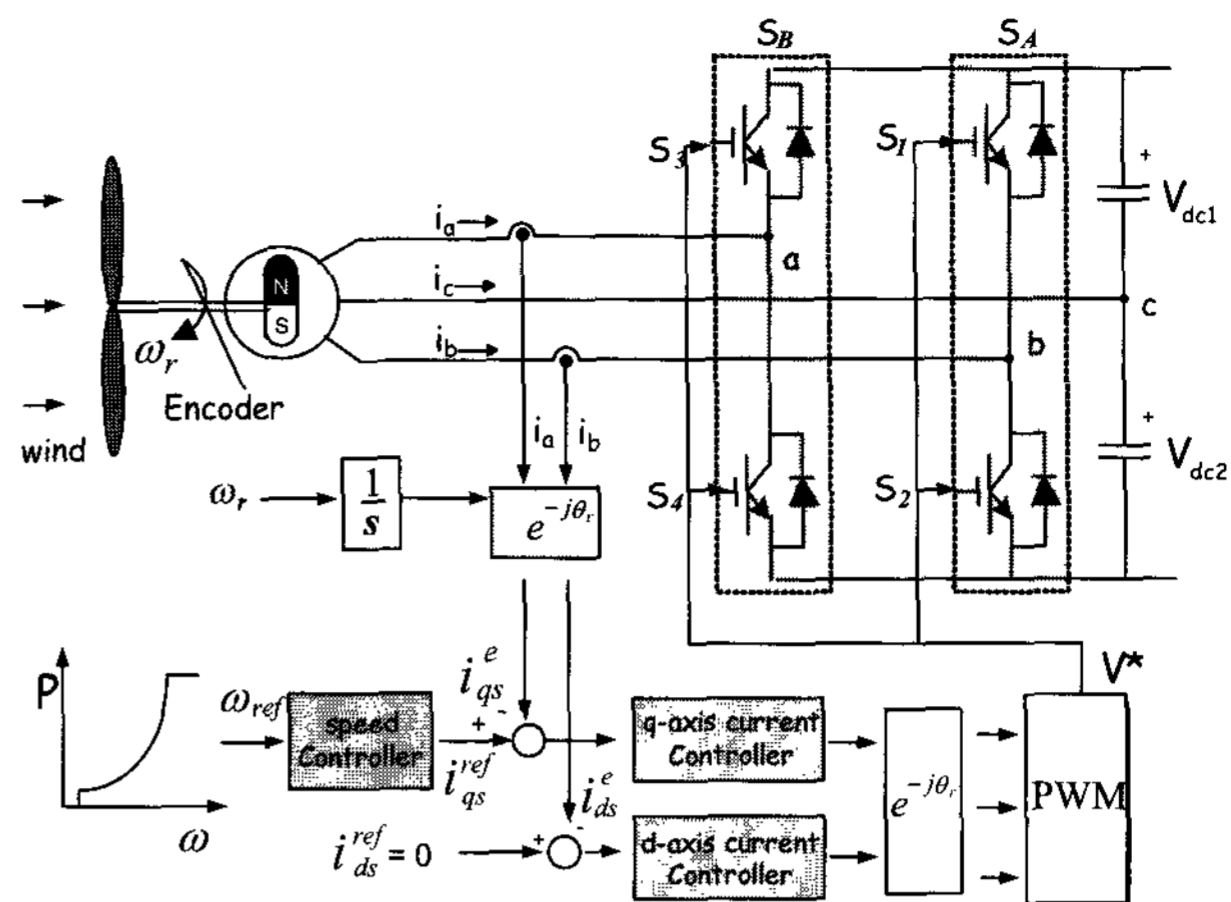 S_B S_A
S_3 S_1
+
V_dc1
i_a
a
N
i_c
c
S
i_b
b
ω_r
Encoder
+
wind
i_a i_b
V_dc2
S_4 S_2
ω_r
1/s
e^{-jθ_r}
V*
P
i^e_qs
ω_ref
speed
Controller
+ -
q-axis current
Controller
i^ref_qs
i^e_ds
e^{-jθ_r}
PWM
ω
+ -
i^ref_ds = 0
d-axis current
Controller